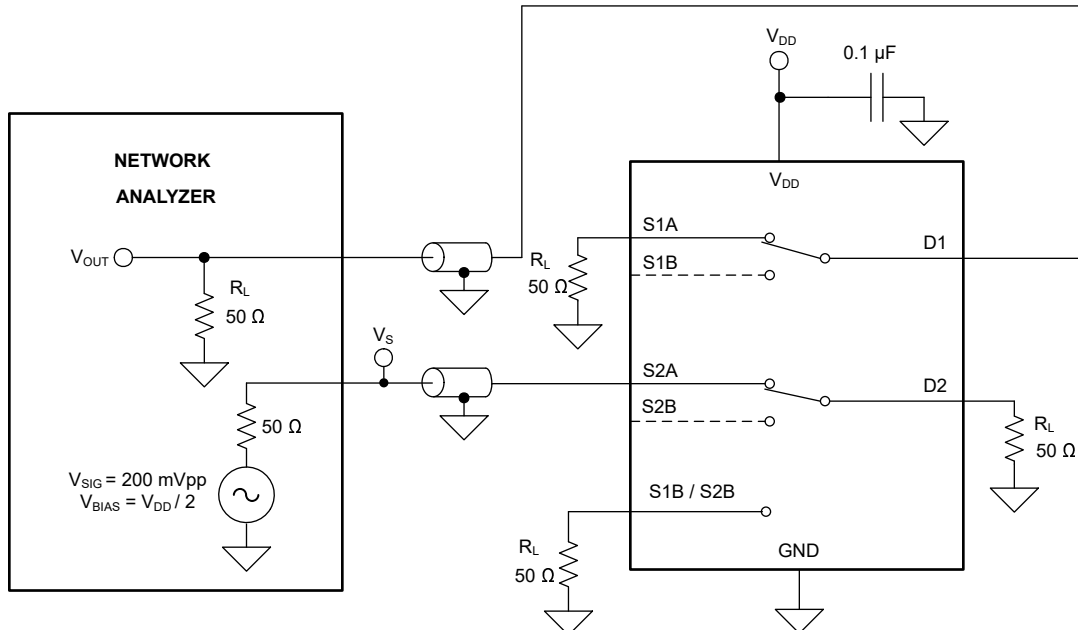 V_DD
0.1 µF
NETWORK
ANALYZER
V_DD
S1A
D1
V_OUT
R_L
50 Ω
S1B
R_L
50 Ω
V_S
S2A
D2
S2B
R_L
50 Ω
50 Ω
V_SIG = 200 mVpp
V_BIAS = V_DD / 2
S1B / S2B
R_L
50 Ω
GND